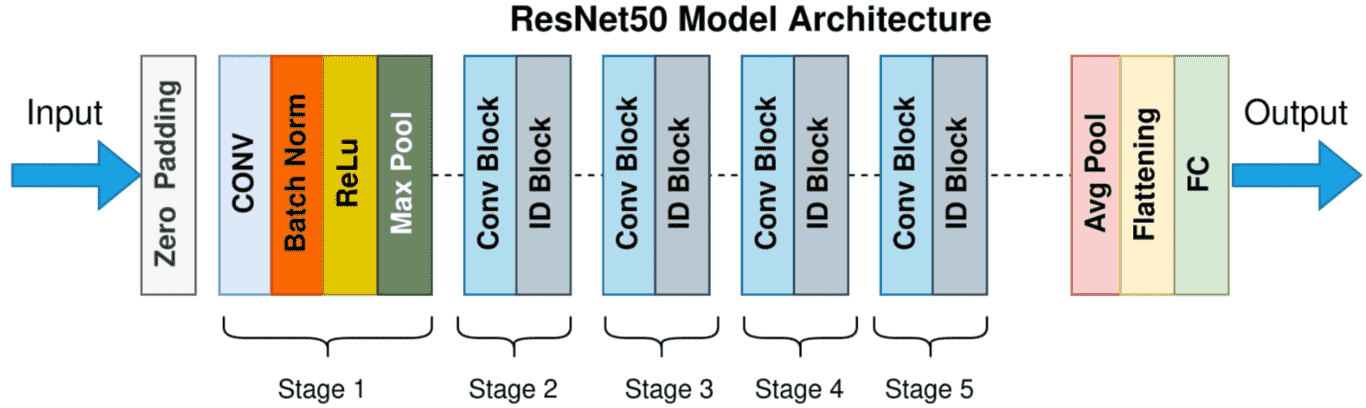 ResNet50 Model Architecture
Input
Zero Padding
CONV
Batch Norm
ReLu
Max Pool
Conv Block
ID Block
Conv Block
ID Block
Conv Block
ID Block
Conv Block
ID Block
Avg Pool
Flattening
FC
Output
Stage 1
Stage 2
Stage 3
Stage 4
Stage 5